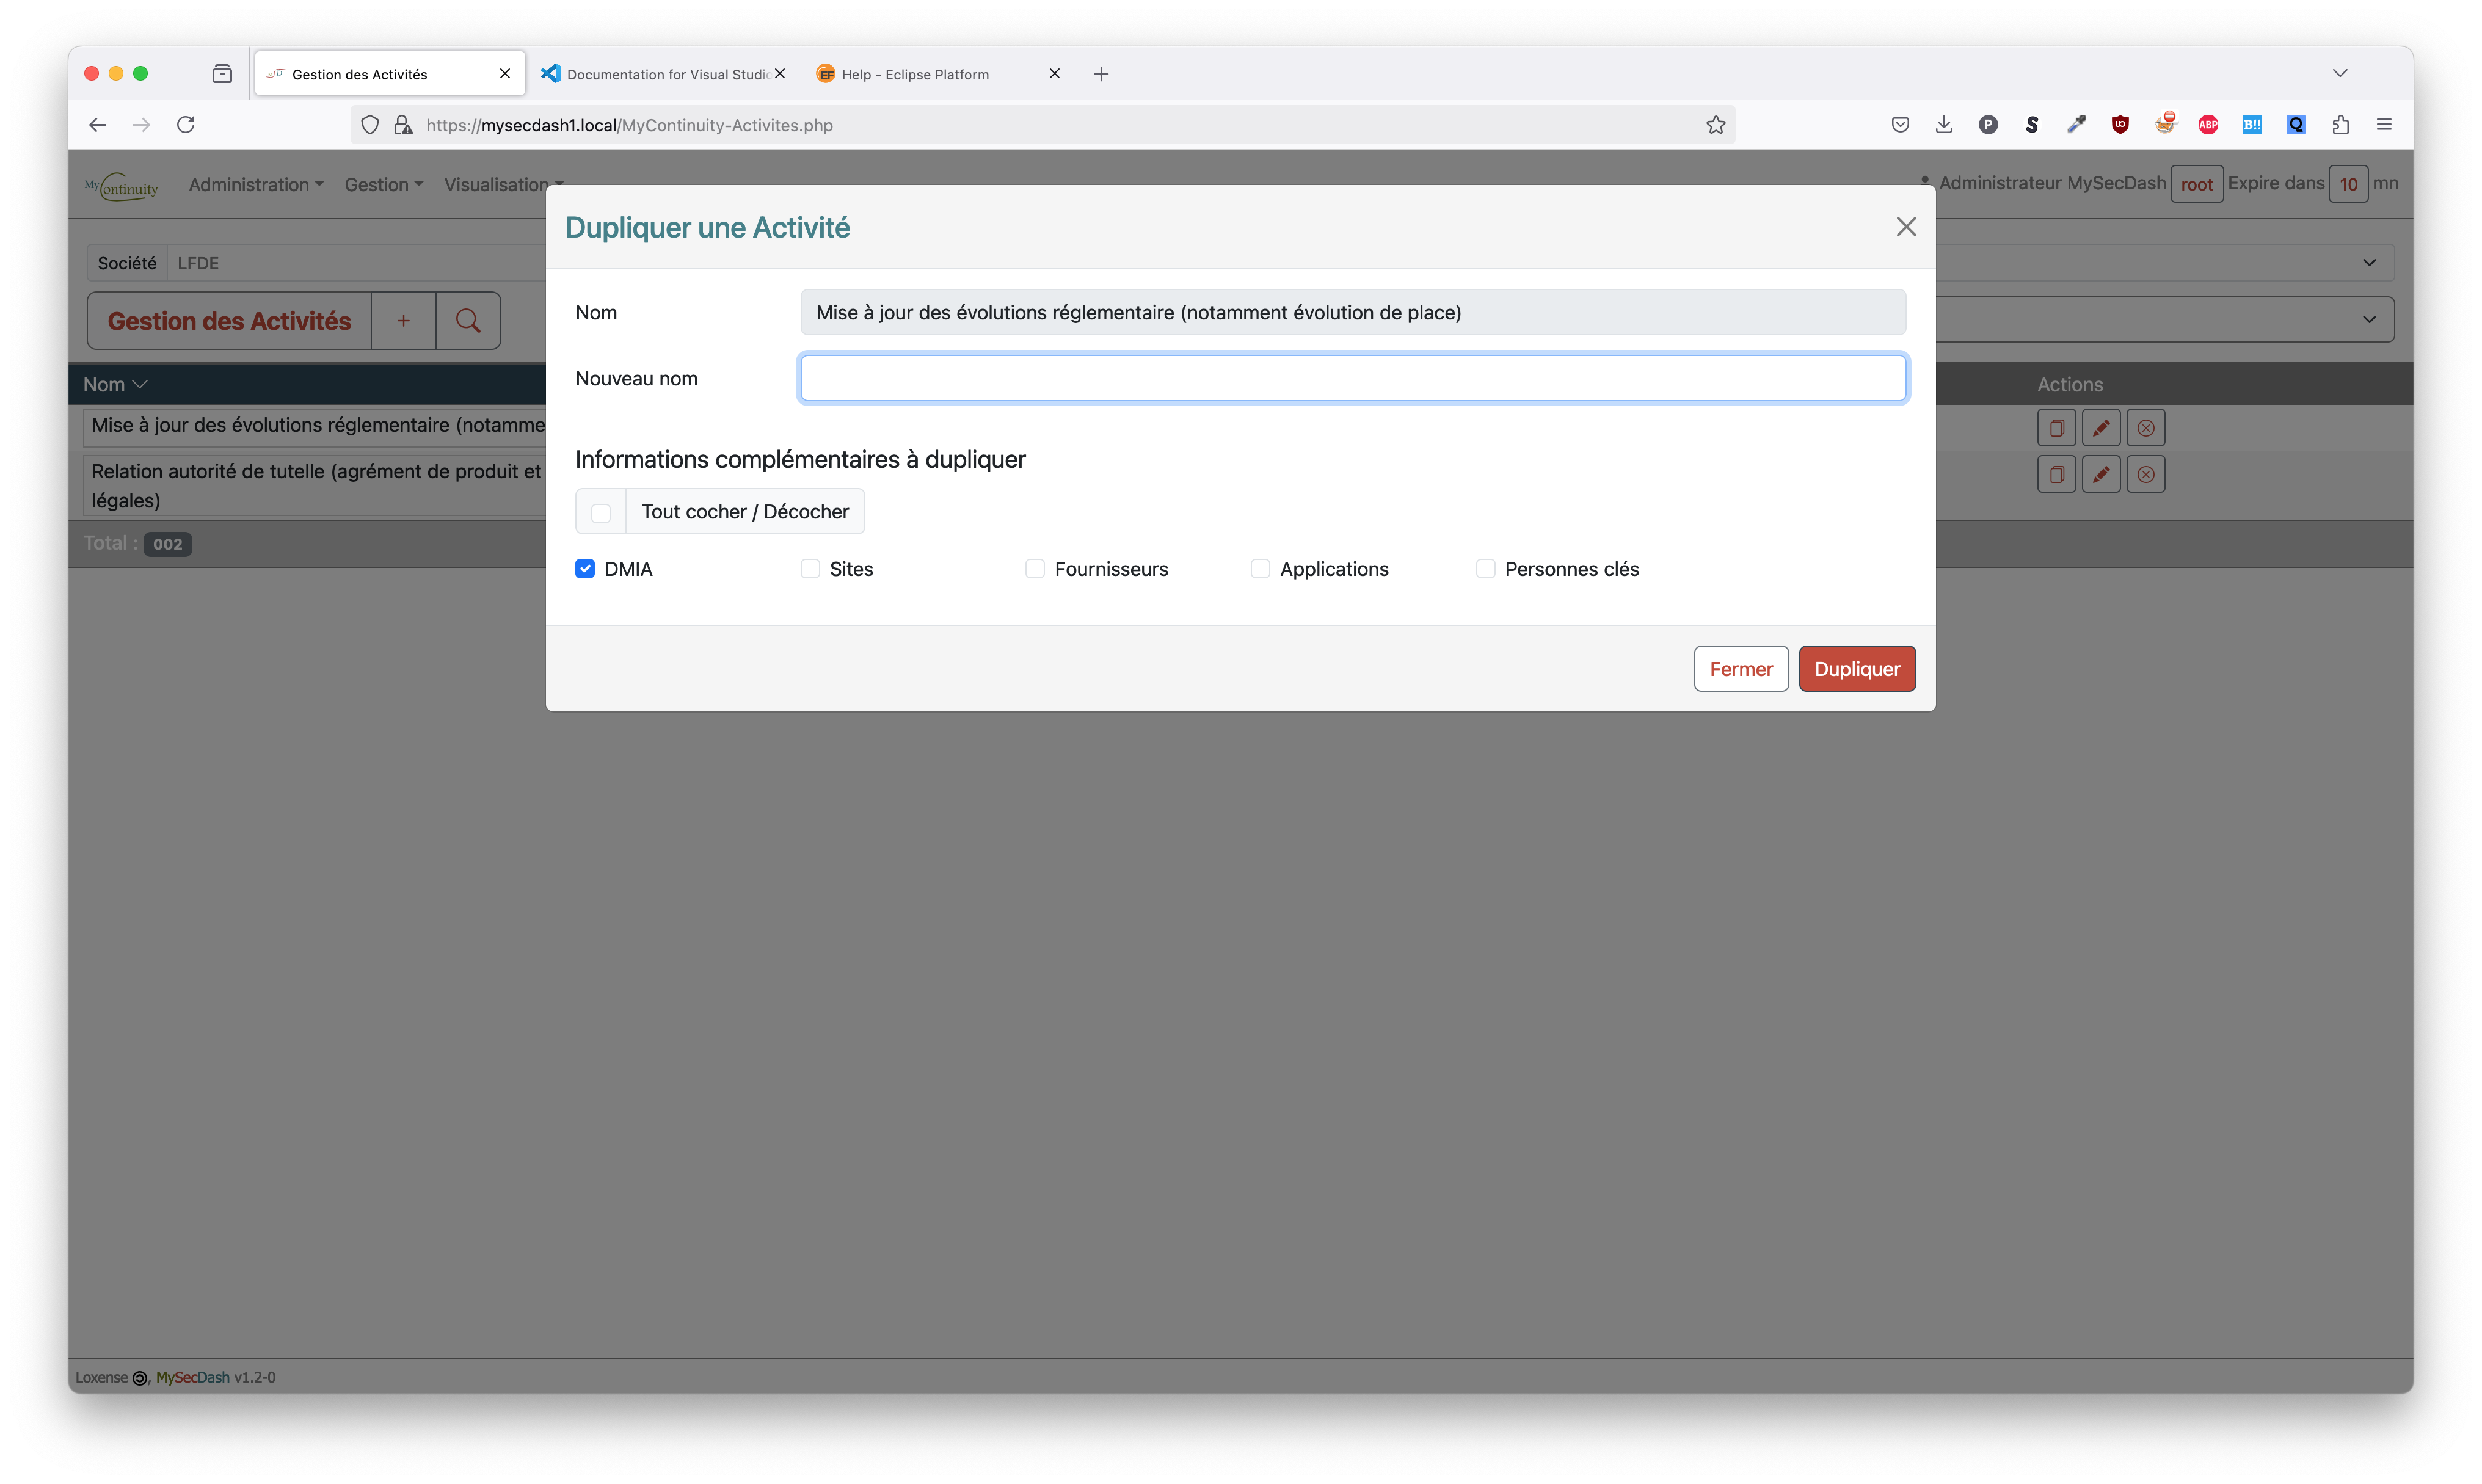 Gestion des Activités
Documentation for Visual Studio
Help - Eclipse Platform
https://mysecdash1.local/MyContinuity-Activites.php
P
S
ABP
B!!
Q
My Continuity
Administration
Gestion
Visualisation
Administrateur MySecDash root Expire dans 10 mn
Dupliquer une Activité
Société LFDE
Gestion des Activités +
Nom
Mise à jour des évolutions réglementaire (notamment évolution de place)
Nouveau nom
Nom
Actions
Mise à jour des évolutions réglementaire (notamme
Relation autorité de tutelle (agrément de produit et
légales)
Total : 002
Informations complémentaires à dupliquer
Tout cocher / Décocher
DMIA Sites Fournisseurs Applications Personnes clés
Fermer Dupliquer
Loxense , MySecDash v1.2-0